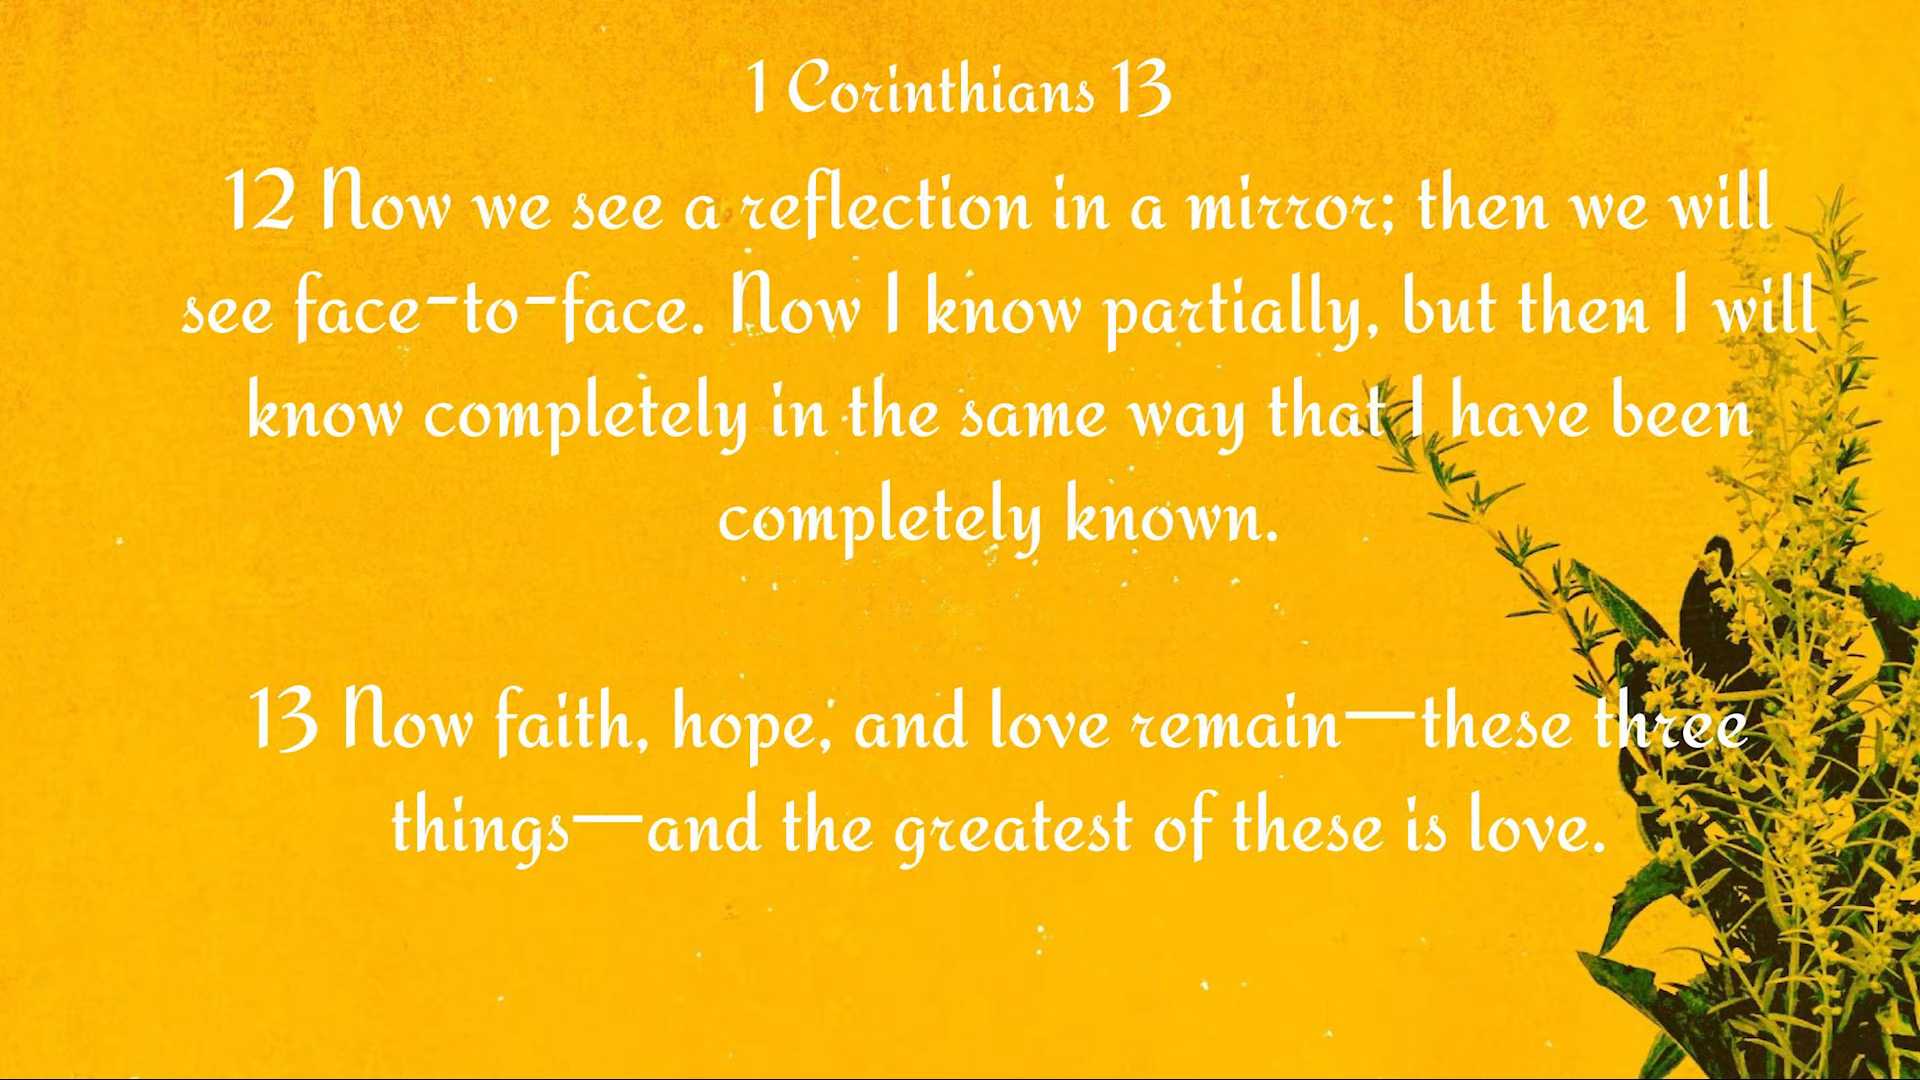 1 Corinthians 13
12 Now we see a reflection in a mirror; then we will
see face-to-face. Now I know partially, but then I will
know completely in the same way that I have been
completely known.
13 Now faith, hope, and love remain—these three
things—and the greatest of these is love.